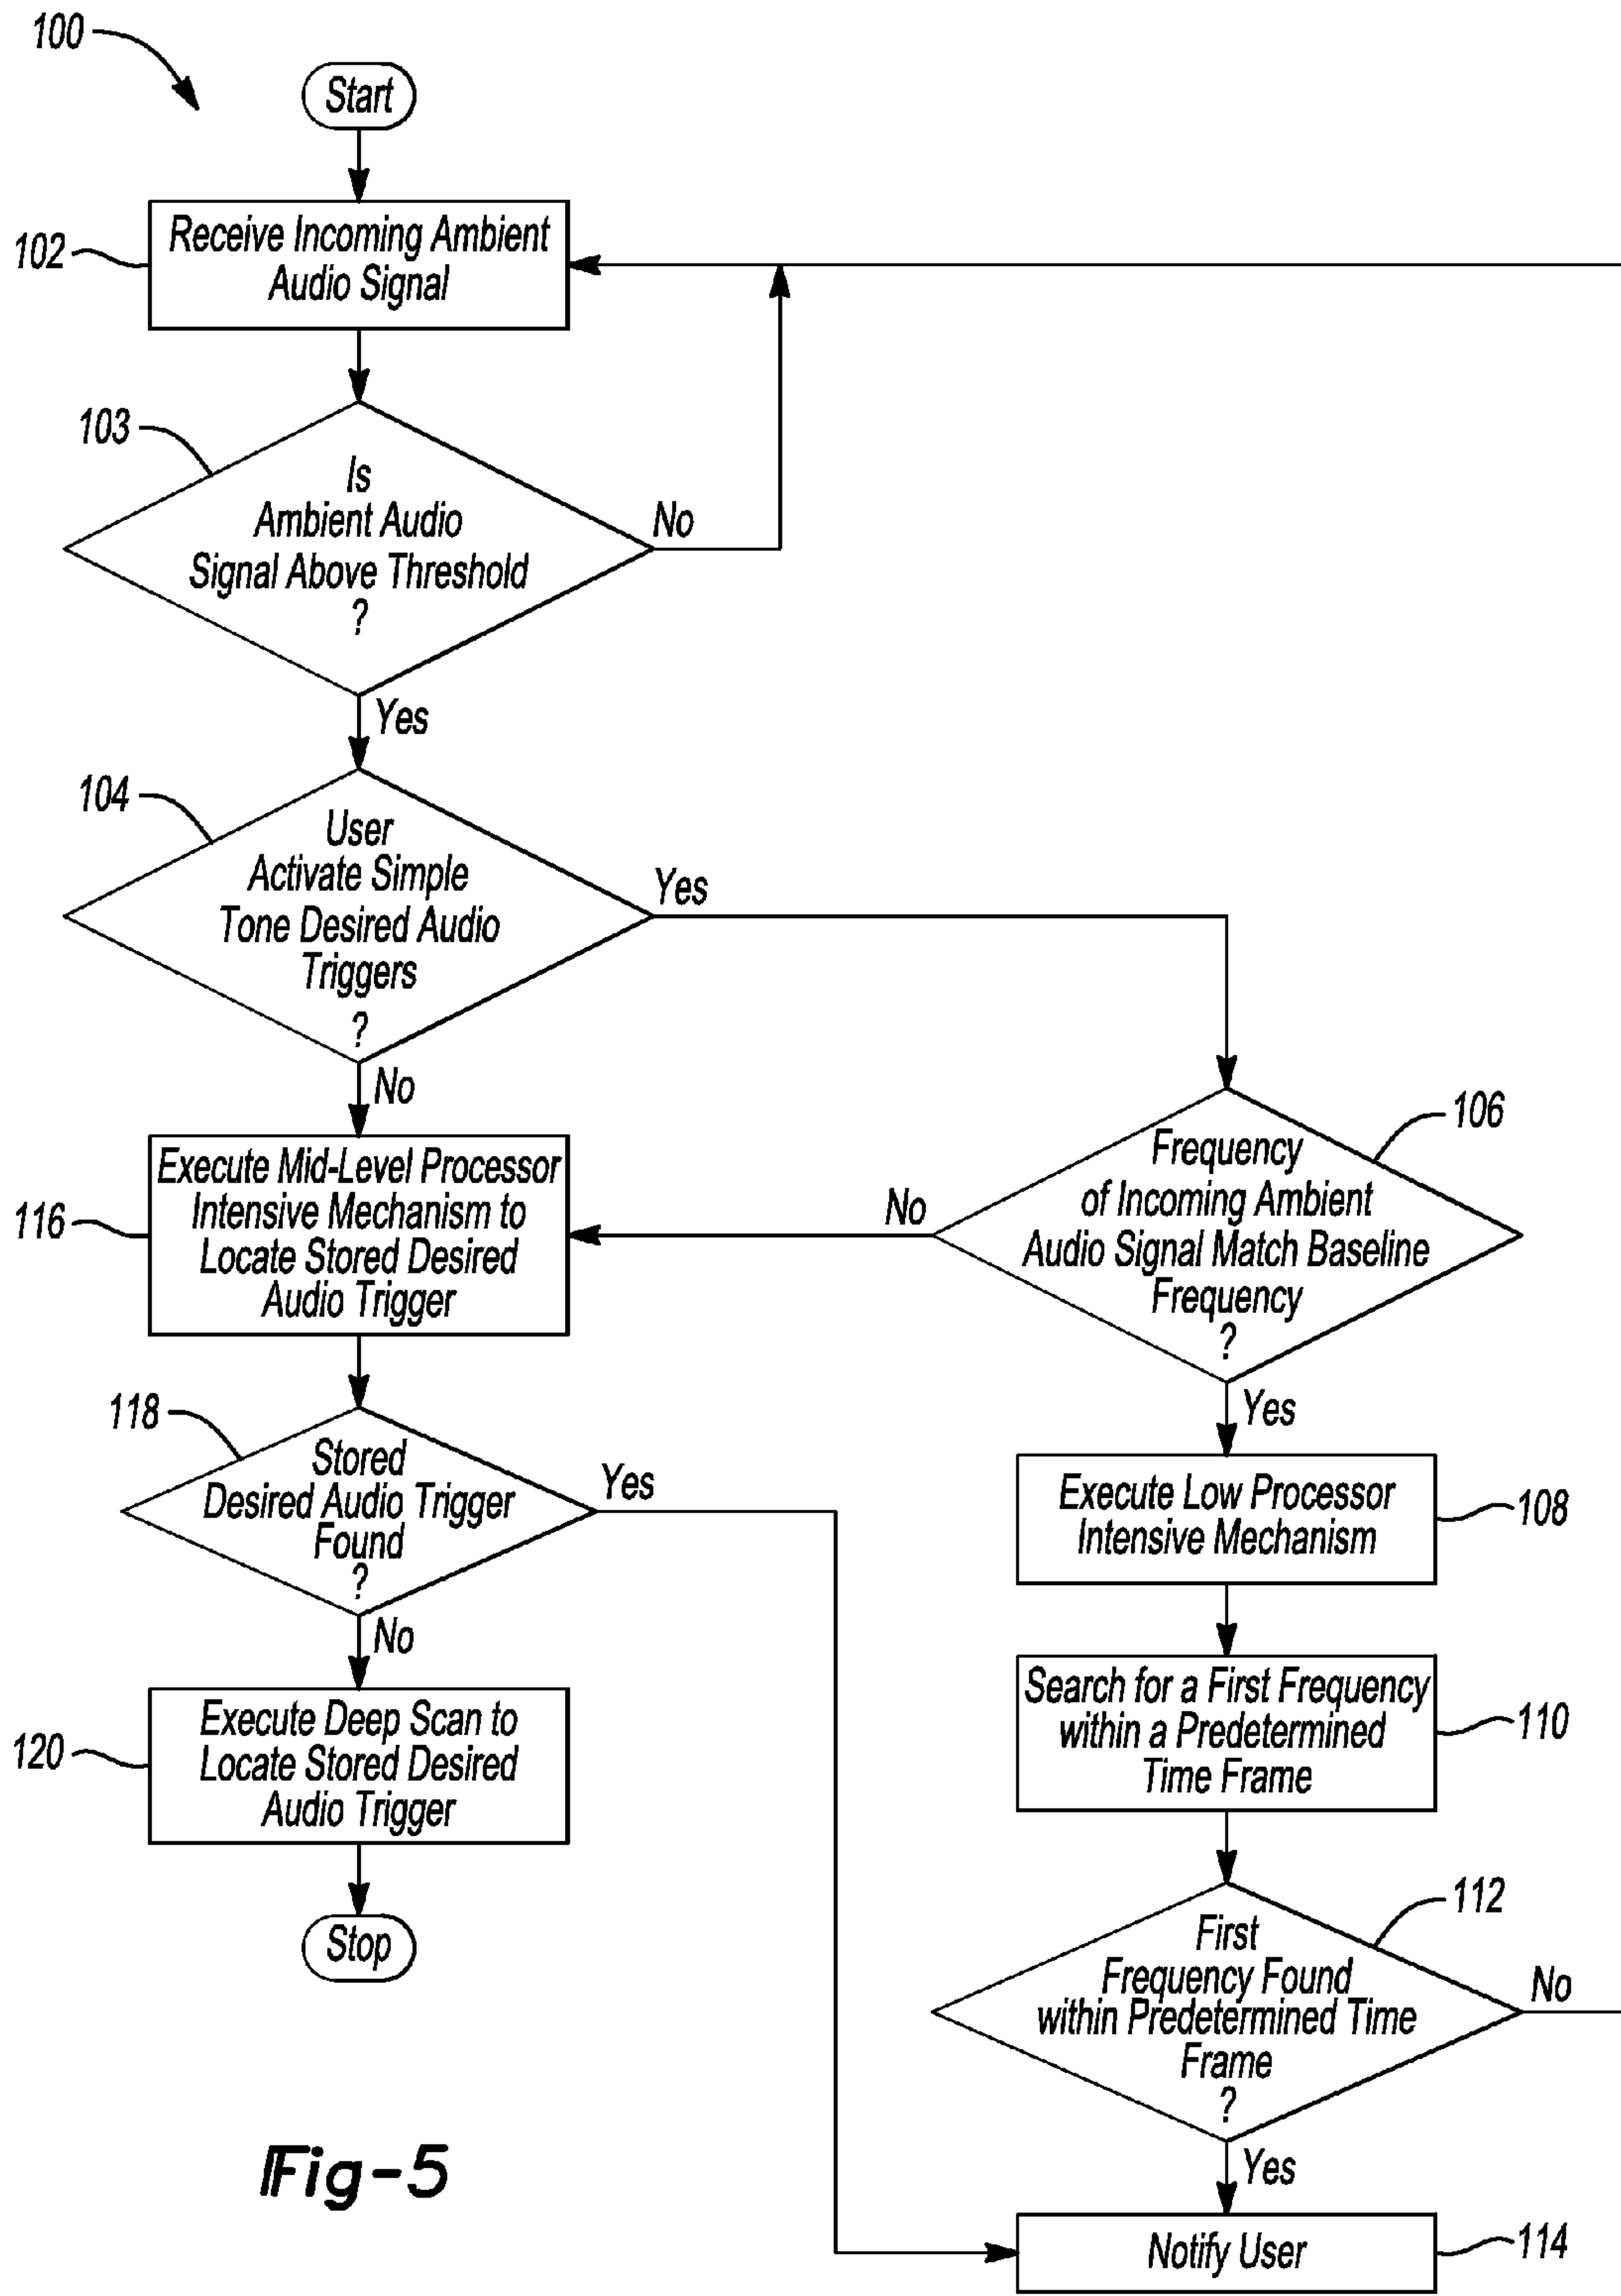 100
Start
102
Receive Incoming Ambient
Audio Signal
103
Is
Ambient Audio
Signal Above Threshold
?
No
Yes
104
User
Activate Simple
Tone Desired Audio
Triggers
?
Yes
No
106
Frequency
of Incoming Ambient
Audio Signal Match Baseline
Frequency
?
No
Yes
116
Execute Mid-Level Processor
Intensive Mechanism to
Locate Stored Desired
Audio Trigger
118
Stored
Desired Audio Trigger
Found
?
Yes
No
108
Execute Low Processor
Intensive Mechanism
110
Search for a First Frequency
within a Predetermined
Time Frame
120
Execute Deep Scan to
Locate Stored Desired
Audio Trigger
Stop
112
First
Frequency Found
within Predetermined Time
Frame
?
No
Yes
114
Notify User
Fig-5